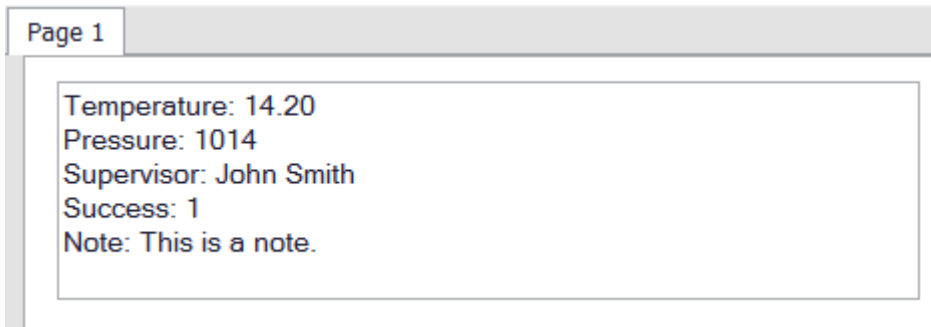 Page 1
Temperature: 14.20
Pressure: 1014
Supervisor: John Smith
Success: 1
Note: This is a note.